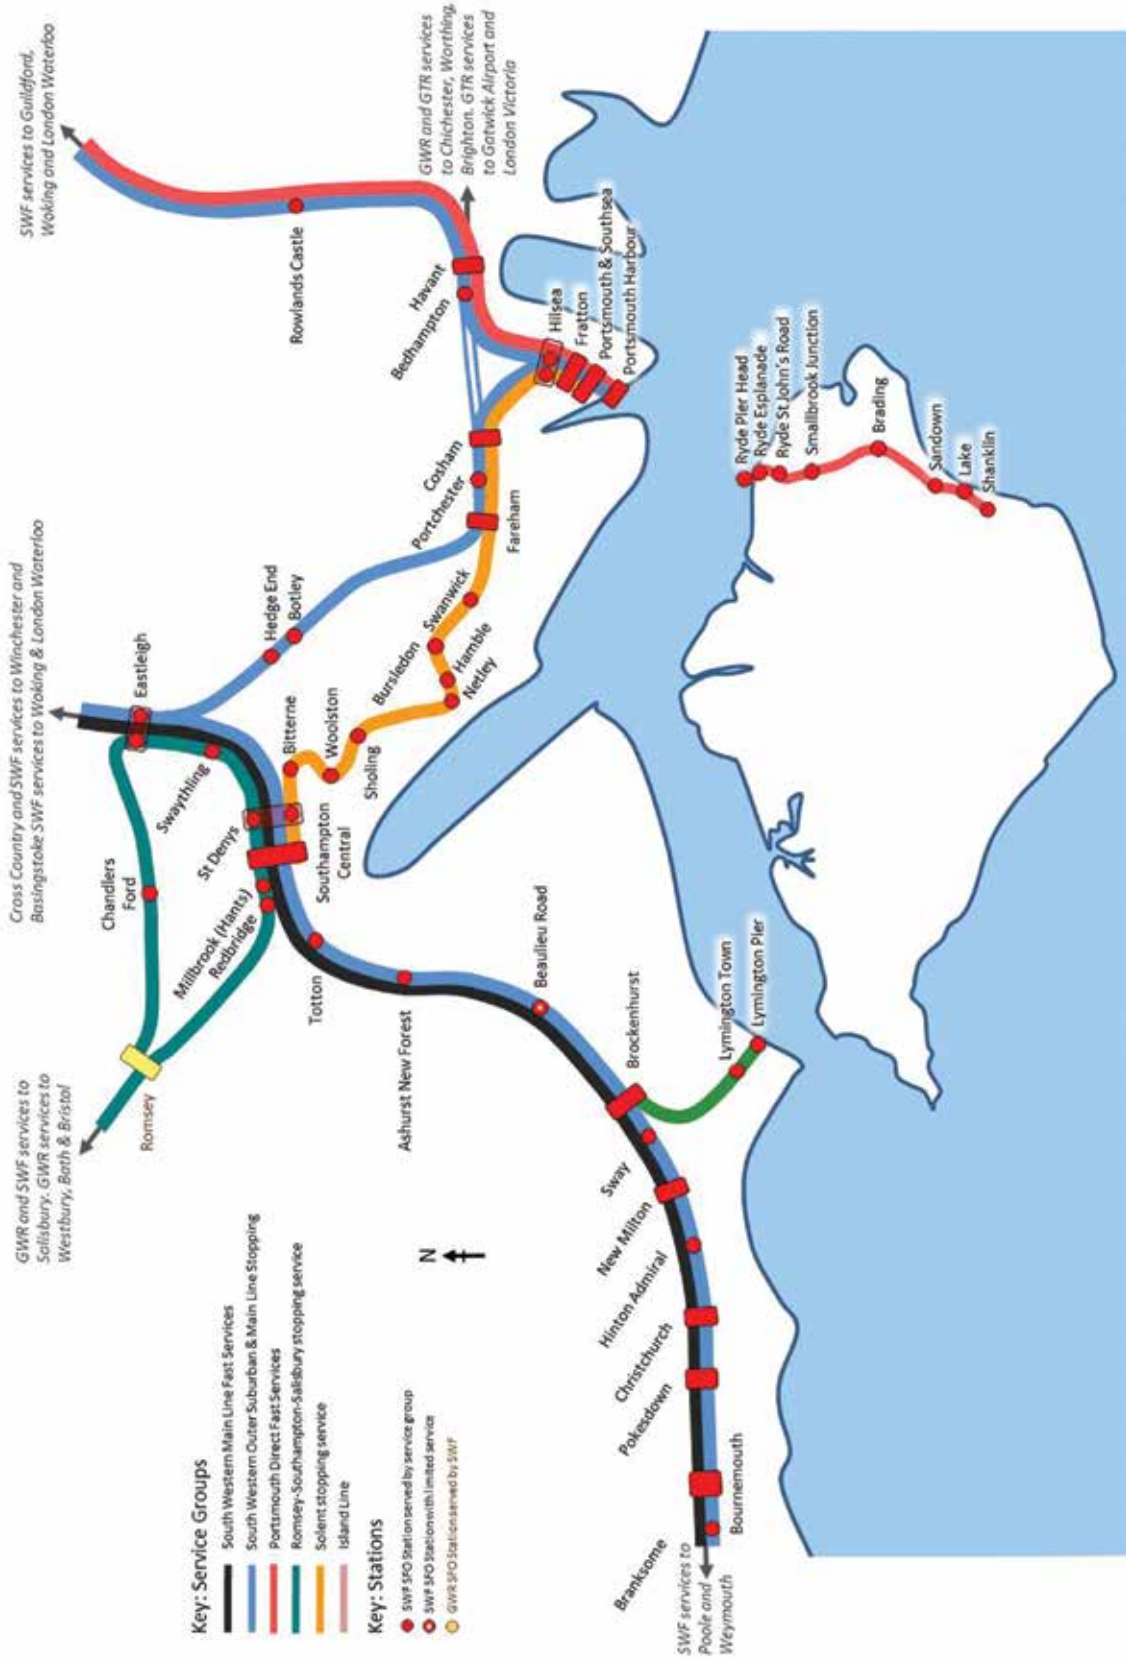 SWF services to Guildford,
Woking and London Waterloo
Cross Country and SWF services to Winchester and
Basingstoke SWF services to Woking & London Waterloo
GWR and SWF services to
Salisbury. GWR services to
Westbury, Bath & Bristol
GWR and GTR services
to Chichester, Worthing,
Brighton. GTR services
to Gatwick Airport and
London Victoria
SWF services to
Poole and
Weymouth
Key: Service Groups
South Western Main Line Fast Services
South Western Outer Suburban & Main Line Stopping
Portsmouth Direct Fast Services
Romsey-Southampton-Salisbury stopping service
Solent stopping service
Island Line
Key: Stations
SWF SFO Station served by service group
SWF SFO Station with limited service
GWR SFO Station served by SWF
N
Romsey
Chandlers
Ford
Eastleigh
Swaythling
St Denys
Millbrook (Hants)
Redbridge
Southampton
Central
Bitterne
Woolston
Sholing
Netley
Hamble
Bursledon
Swanwick
Hedge End
Botley
Fareham
Portchester
Cosham
Bedhampton
Havant
Rowlands Castle
Hilsea
Fratton
Portsmouth & Southsea
Portsmouth Harbour
Totton
Ashurst New Forest
Beaulieu Road
Brockenhurst
Lymington Town
Lymington Pier
Sway
New Milton
Hinton Admiral
Christchurch
Pokesdown
Bournemouth
Branksome
Ryde Pier Head
Ryde Esplanade
Ryde St John's Road
Smallbrook Junction
Brading
Sandown
Lake
Shanklin